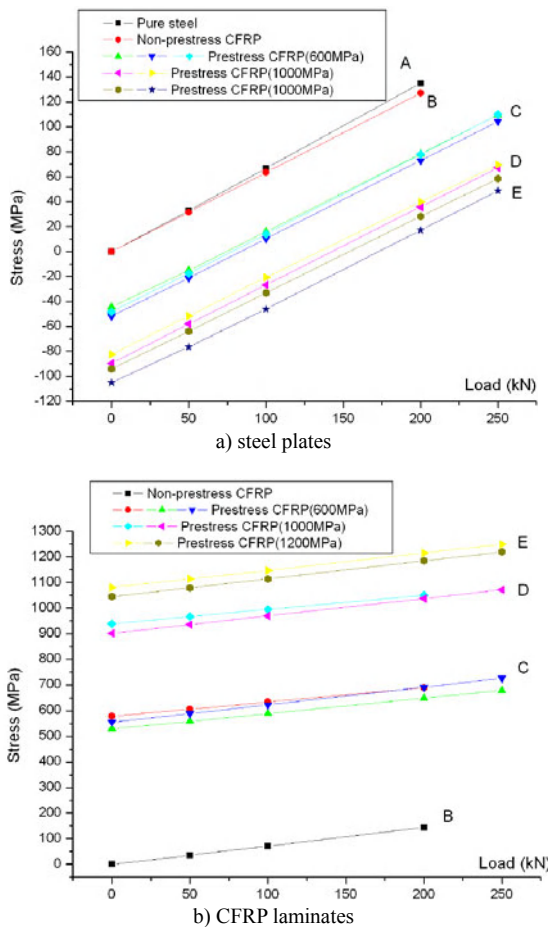 Pure steel
Non-prestress CFRP
Prestress CFRP(600MPa)
Prestress CFRP(1000MPa)
Prestress CFRP(1000MPa)
160
140
120
100
80
60
40
20
0
-20
-40
-60
-80
-100
-120
Stress (MPa)
A
B
C
D
E
Load (kN)
0 50 100 150 200 250
a) steel plates
Non-prestress CFRP
Prestress CFRP(600MPa)
Prestress CFRP(1000MPa)
Prestress CFRP(1200MPa)
1300
1200
1100
1000
900
800
700
600
500
400
300
200
100
0
Stress (MPa)
E
D
C
B
Load (kN)
0 50 100 150 200 250
b) CFRP laminates